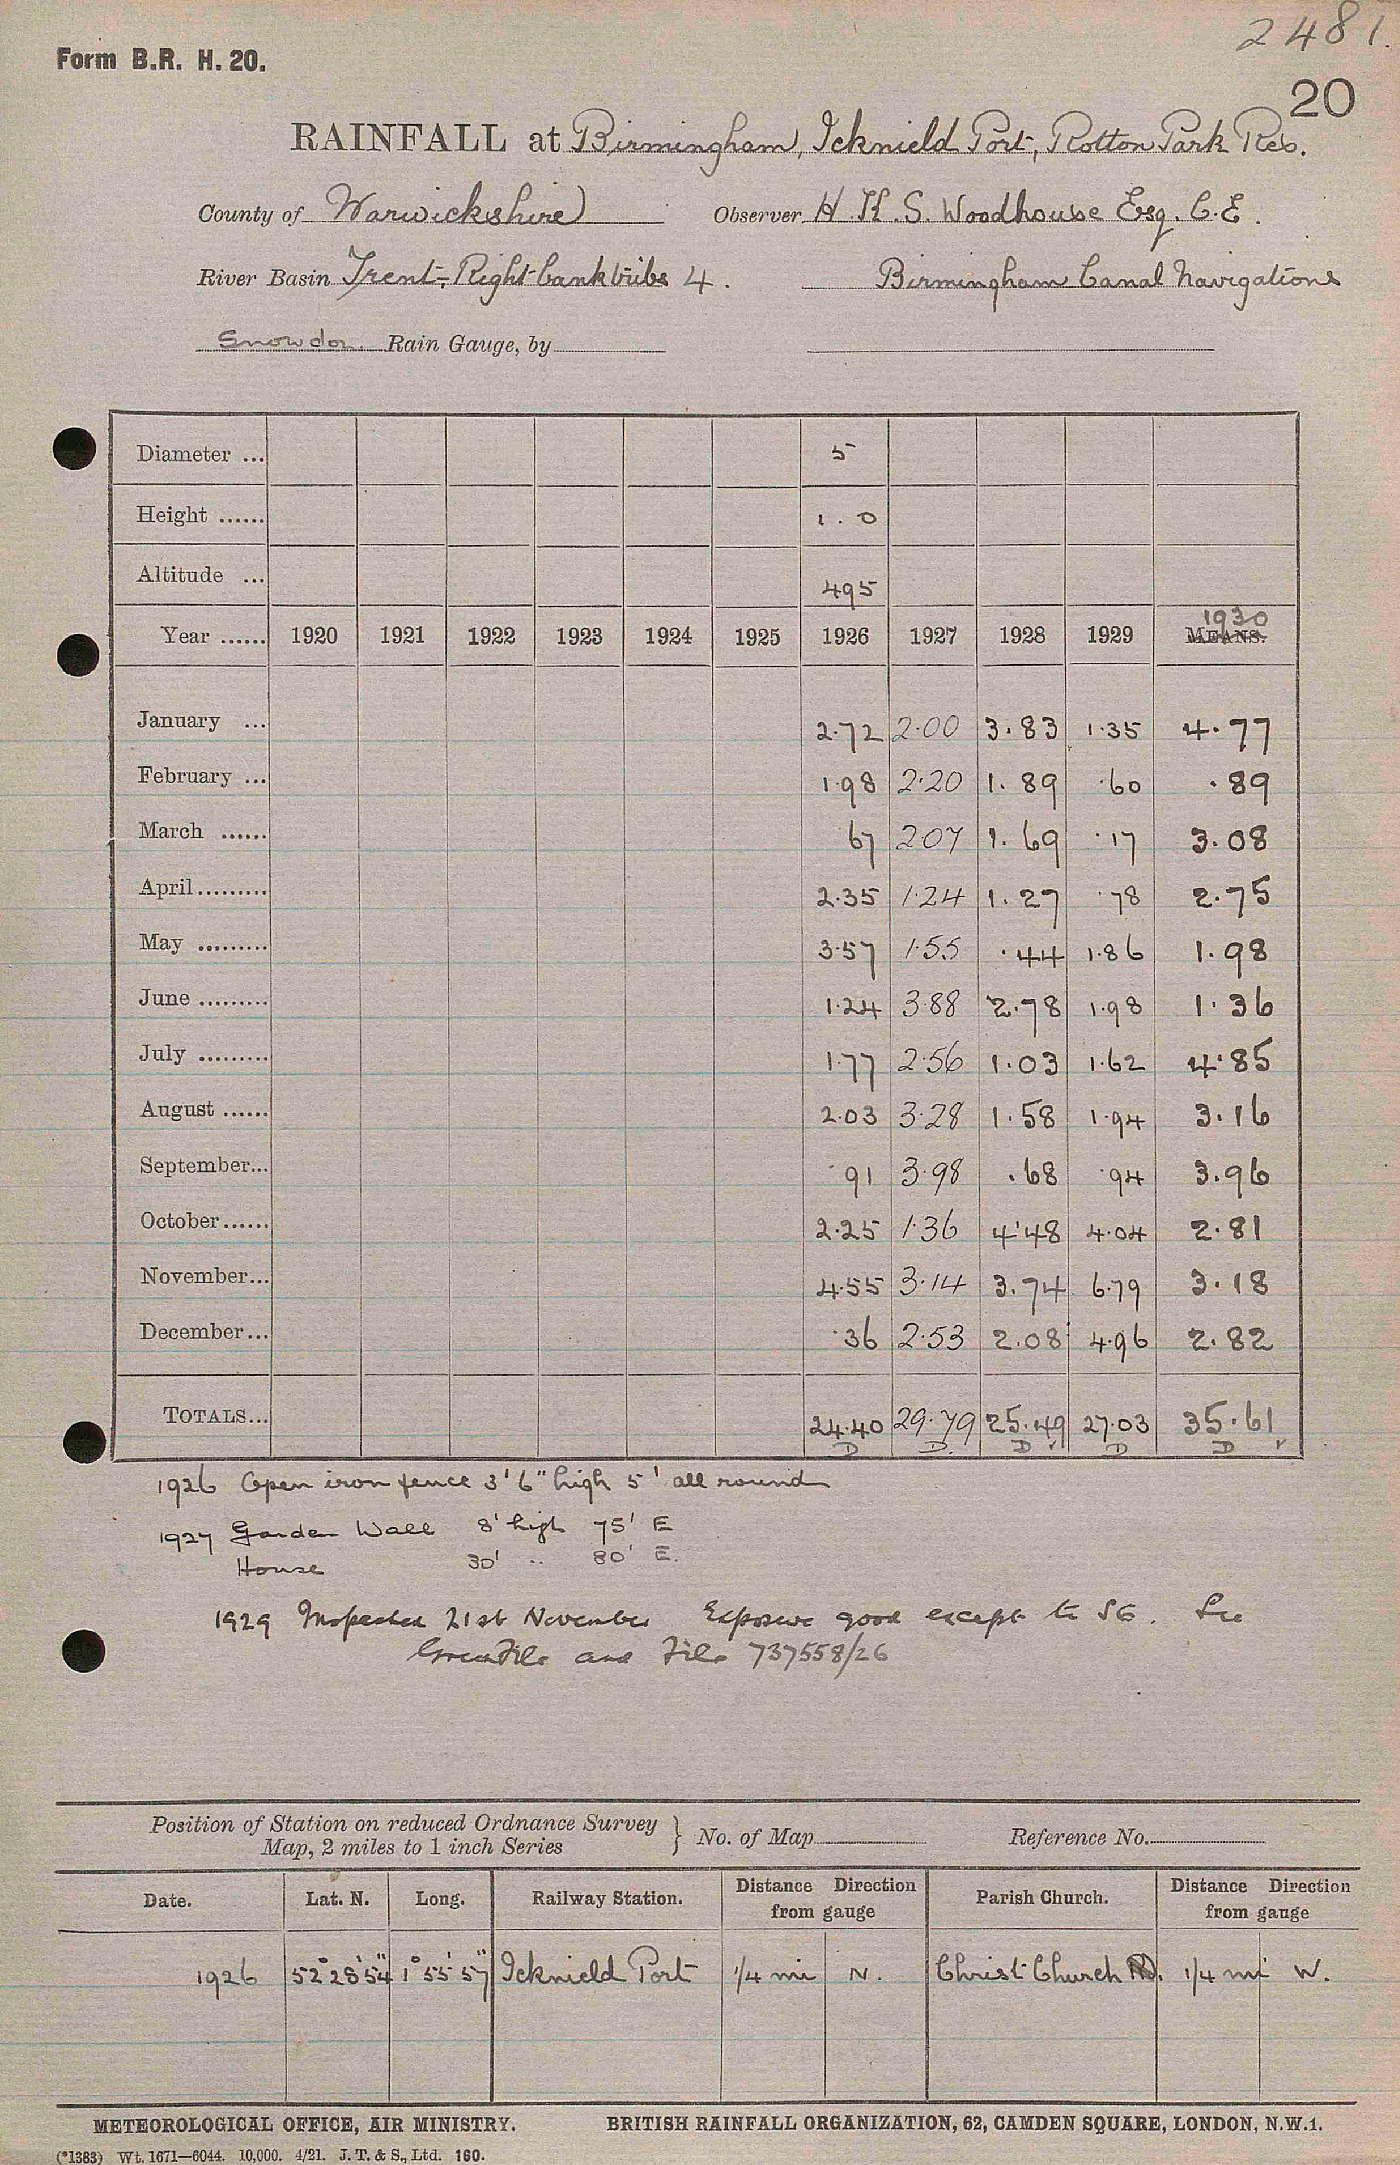 2481.
Form B.R. H. 20.
20
RAINFALL at Birmingham, Icknield Port, Rotton Park Res.
County of Warwickshire Observer H. K. S. Woodhouse Esq. C.E.
River Basin Trent:-Right bank tribs 4. Birmingham Canal Navigations
Snowdon Rain Gauge, by
Diameter ... 5
Height ...... 1.0
Altitude ... 495
1930
Year ...... 1920 1921 1922 1923 1924 1925 1926 1927 1928 1929 MEANS.
January ... 2.72 2.00 3.83 1.35 4.77
February ... 1.98 2.20 1.89 .60 .89
March ...... 67 2.07 1.69 .17 3.08
April......... 2.35 1.24 1.27 .78 2.75
May ......... 3.57 1.55 .44 1.86 1.98
June ......... 1.24 3.88 2.78 1.98 1.36
July ......... 1.77 2.56 1.03 1.62 4.85
August ...... 2.03 3.28 1.58 1.94 3.16
September... .91 3.98 .68 .94 3.96
October...... 2.25 1.36 4.48 4.04 2.81
November... 4.55 3.14 3.74 6.79 3.18
December... .36 2.53 2.08 4.96 2.82
TOTALS... 24.40 29.79 25.49 27.03 35.61
D D. D D D
1926 Open iron fence 3' 6" high 5' all round
1927 Garden Wall 8' high 75' E
House 30' " 80' E.
1929 Inspected 21st November Exposure good except to SE. See
and File 737558/26
Position of Station on reduced Ordnance Survey
Map, 2 miles to 1 inch Series } No. of Map Reference No.
Date. Lat. N. Long. Railway Station. Distance Direction from gauge Parish Church. Distance Direction from gauge
1926 52° 28' 54" 1° 55' 57" Icknield Port 1/4 mi N. Christ Church 1/4 mi W.
METEOROLOGICAL OFFICE, AIR MINISTRY. BRITISH RAINFALL ORGANIZATION, 62, CAMDEN SQUARE, LONDON, N.W.1.
(*1383) Wt. 1671—6044. 10,000. 4/21. J. T. & S., Ltd. 160.